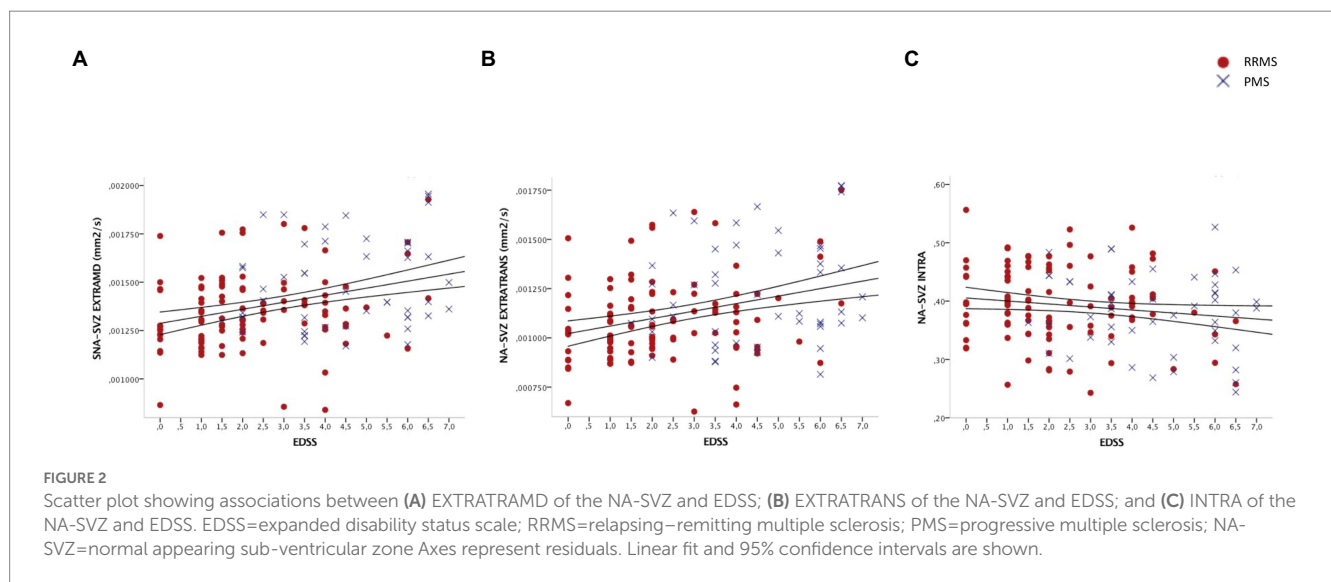 A
B
C
RRMS
PMS
SNA-SVZ EXTRAMD (mm2/s)
,002000
,001750
,001500
,001250
,001000
,0 ,5 1,0 1,5 2,0 2,5 3,0 3,5 4,0 4,5 5,0 5,5 6,0 6,5 7,0
EDSS
NA-SVZ EXTRATRANS (mm2/s)
,001750
,001500
,001250
,001000
,000750
,0 ,5 1,0 1,5 2,0 2,5 3,0 3,5 4,0 4,5 5,0 5,5 6,0 6,5 7,0
EDSS
NA-SVZ INTRA
,60
,50
,40
,30
,20
,0 ,5 1,0 1,5 2,0 2,5 3,0 3,5 4,0 4,5 5,0 5,5 6,0 6,5 7,0
EDSS
FIGURE 2
Scatter plot showing associations between (A) EXTRATRAMD of the NA-SVZ and EDSS; (B) EXTRATRANS of the NA-SVZ and EDSS; and (C) INTRA of the
NA-SVZ and EDSS. EDSS=expanded disability status scale; RRMS=relapsing–remitting multiple sclerosis; PMS=progressive multiple sclerosis; NA-
SVZ=normal appearing sub-ventricular zone Axes represent residuals. Linear fit and 95% confidence intervals are shown.